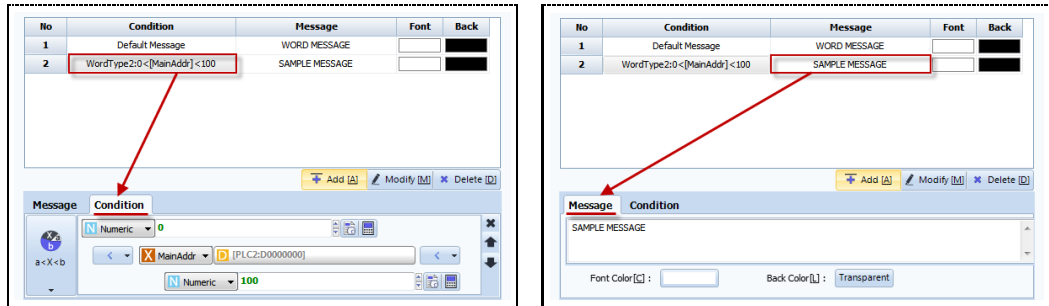 No Condition Message Font Back
1 Default Message WORD MESSAGE
2 WordType2:0<[MainAddr]<100 SAMPLE MESSAGE
Add [A] Modify [M] Delete [D]
Message Condition
N Numeric 0
a<X<b
< X MainAddr D [PLC2:D0000000] <
N Numeric 100
No Condition Message Font Back
1 Default Message WORD MESSAGE
2 WordType2:0<[MainAddr]<100 SAMPLE MESSAGE
Add [A] Modify [M] Delete [D]
Message Condition
SAMPLE MESSAGE
Font Color[C] : Back Color[L] : Transparent